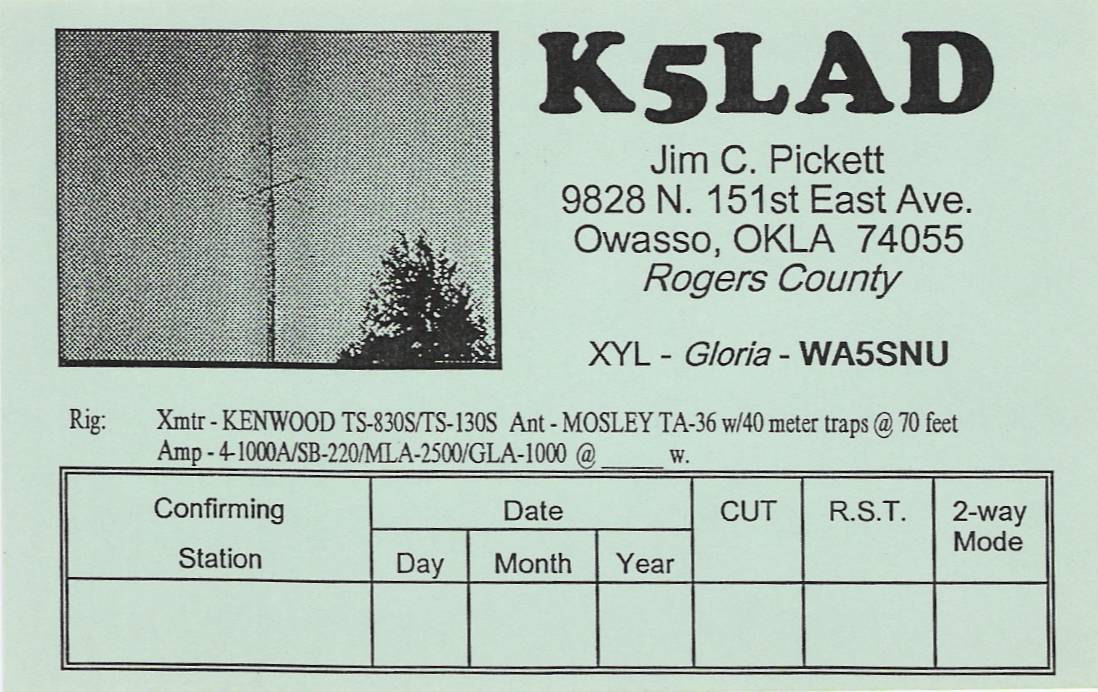 K5LAD
Jim C. Pickett
9828 N. 151st East Ave.
Owasso, OKLA 74055
Rogers County
XYL - Gloria - WA5SNU
Rig: Xmtr - KENWOOD TS-830S/TS-130S Ant - MOSLEY TA-36 w/40 meter traps @ 70 feet
Amp - 4-1000A/SB-220/MLA-2500/GLA-1000 @ _____ w.
Confirming
Station
Date
Day Month Year
CUT
R.S.T.
2-way
Mode